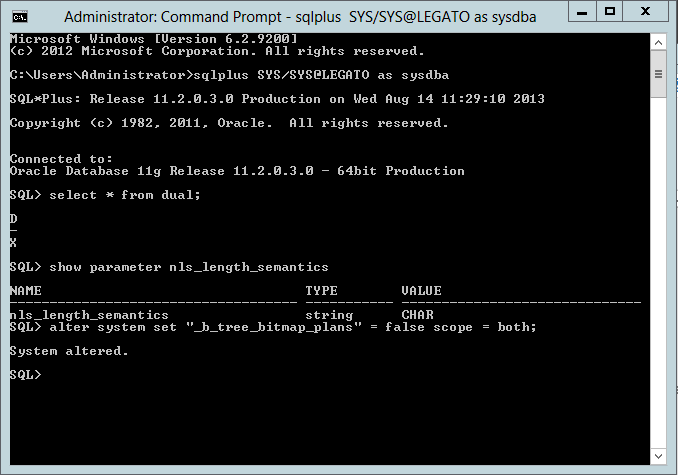 Administrator: Command Prompt - sqlplus SYS/SYS@LEGATO as sysdba
Microsoft Windows [Version 6.2.9200]
(c) 2012 Microsoft Corporation. All rights reserved.
C:\Users\Administrator>sqlplus SYS/SYS@LEGATO as sysdba
SQL*Plus: Release 11.2.0.3.0 Production on Wed Aug 14 11:29:10 2013
Copyright (c) 1982, 2011, Oracle.  All rights reserved.
Connected to:
Oracle Database 11g Release 11.2.0.3.0 - 64bit Production
SQL> select * from dual;
D
-
X
SQL> show parameter nls_length_semantics
NAME                                 TYPE        VALUE
------------------------------------ ----------- ------------------------------
nls_length_semantics                 string      CHAR
SQL> alter system set "_b_tree_bitmap_plans" = false scope = both;
System altered.
SQL>